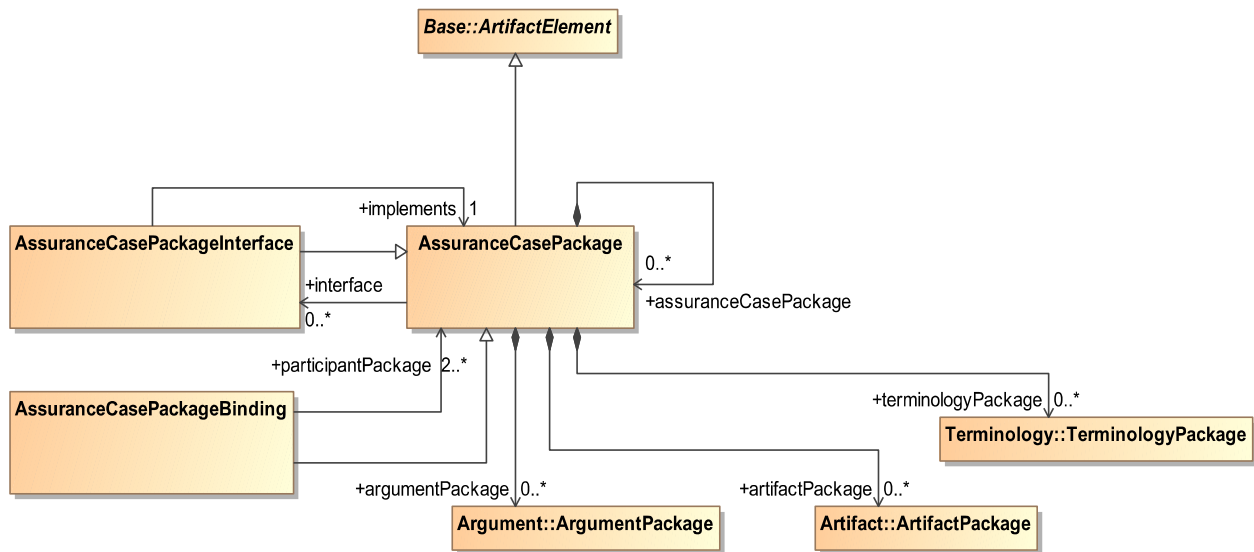 Base::ArtifactElement
+implements 1
AssuranceCasePackageInterface
AssuranceCasePackage
0..*
+interface
+assuranceCasePackage
0..*
+participantPackage 2..*
AssuranceCasePackageBinding
+terminologyPackage 0..*
Terminology::TerminologyPackage
+argumentPackage 0..*
+artifactPackage 0..*
Argument::ArgumentPackage
Artifact::ArtifactPackage